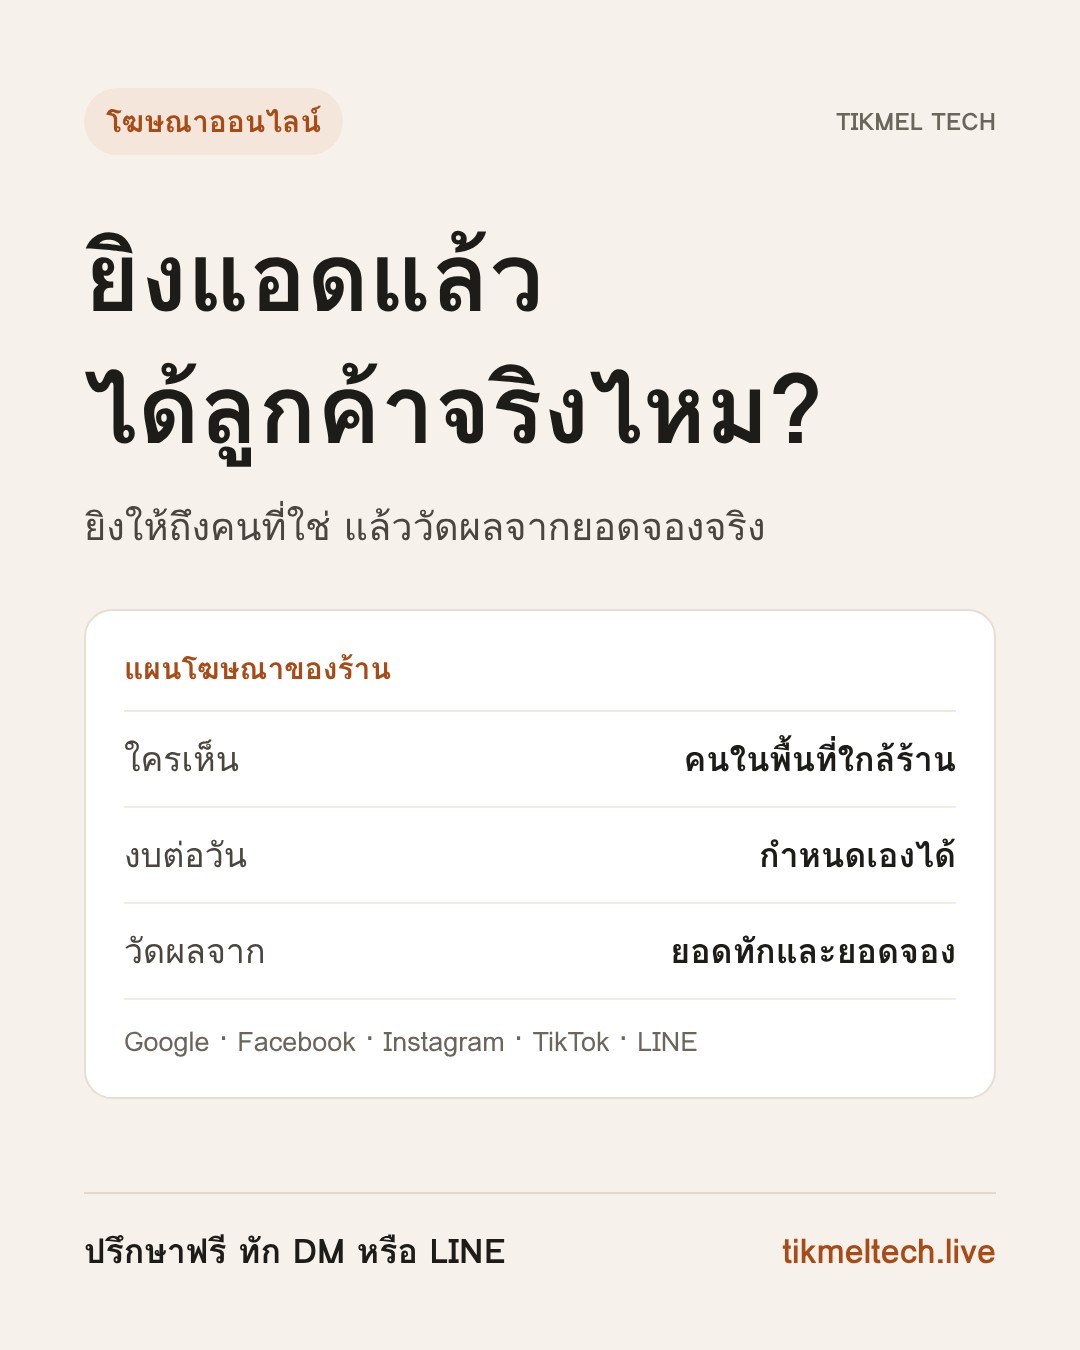 โฆษณาออนไลน์
TIKMEL TECH
ยิงแอดแล้ว
ได้ลูกค้าจริงไหม?
ยิงให้ถึงคนที่ใช่ แล้ววัดผลจากยอดจองจริง
แผนโฆษณาของร้าน
ใครเห็น คนในพื้นที่ใกล้ร้าน
งบต่อวัน กำหนดเองได้
วัดผลจาก ยอดทักและยอดจอง
Google · Facebook · Instagram · TikTok · LINE
ปรึกษาฟรี ทัก DM หรือ LINE tikmeltech.live